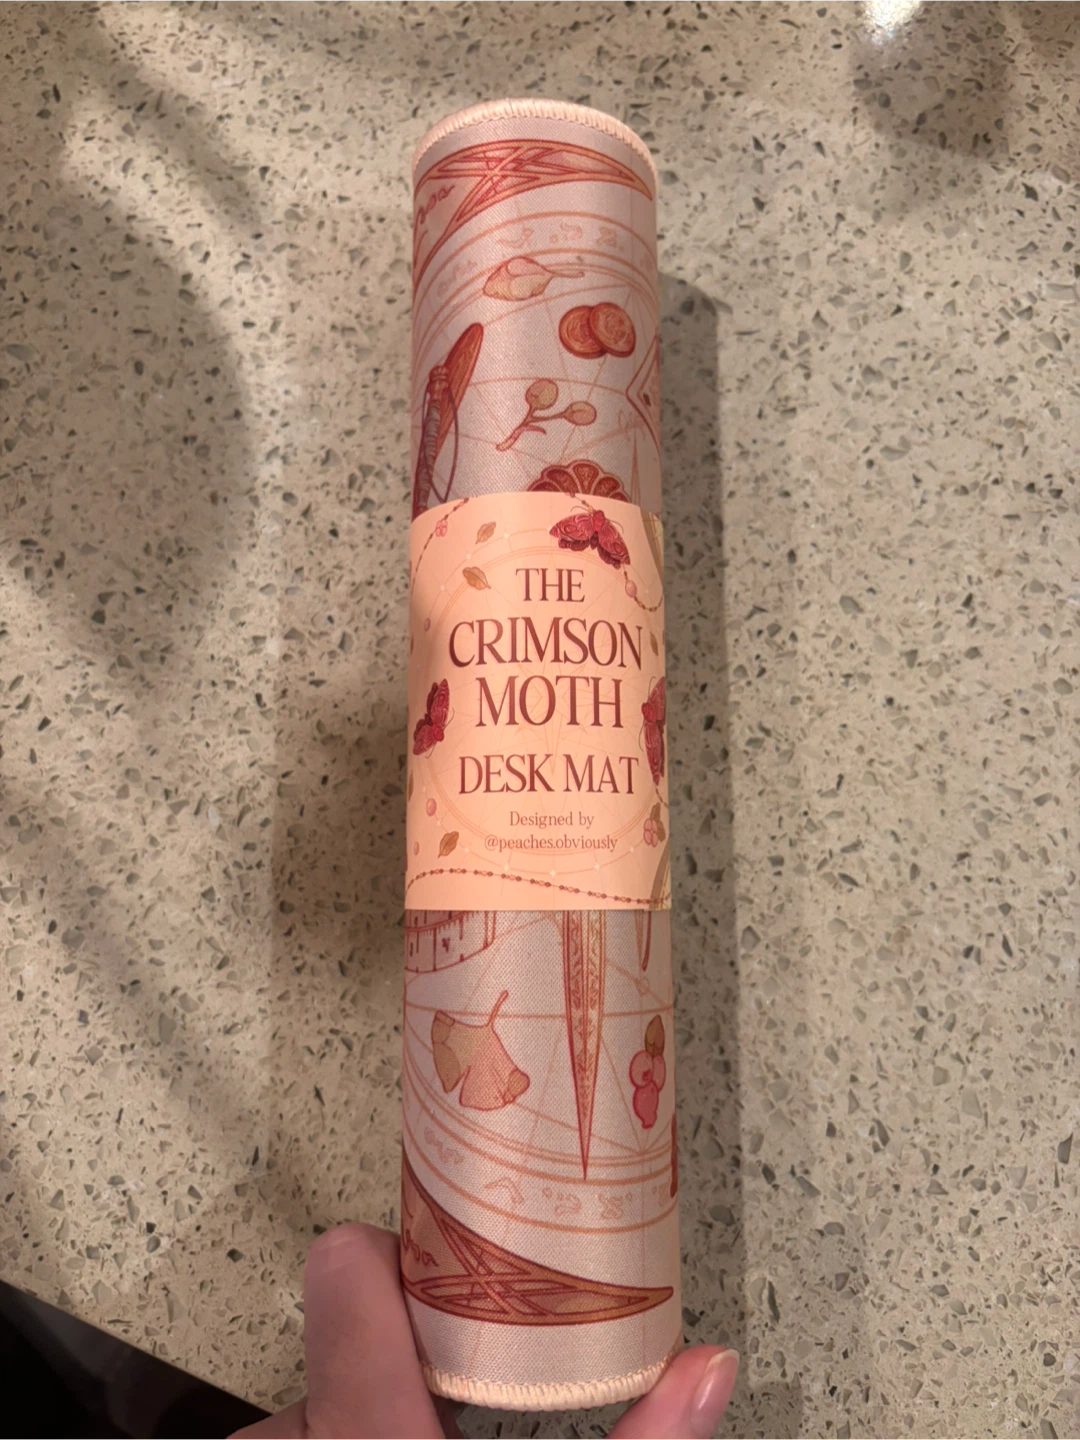 THE
CRIMSON
MOTH
DESK MAT
Designed by
@peaches.obviously